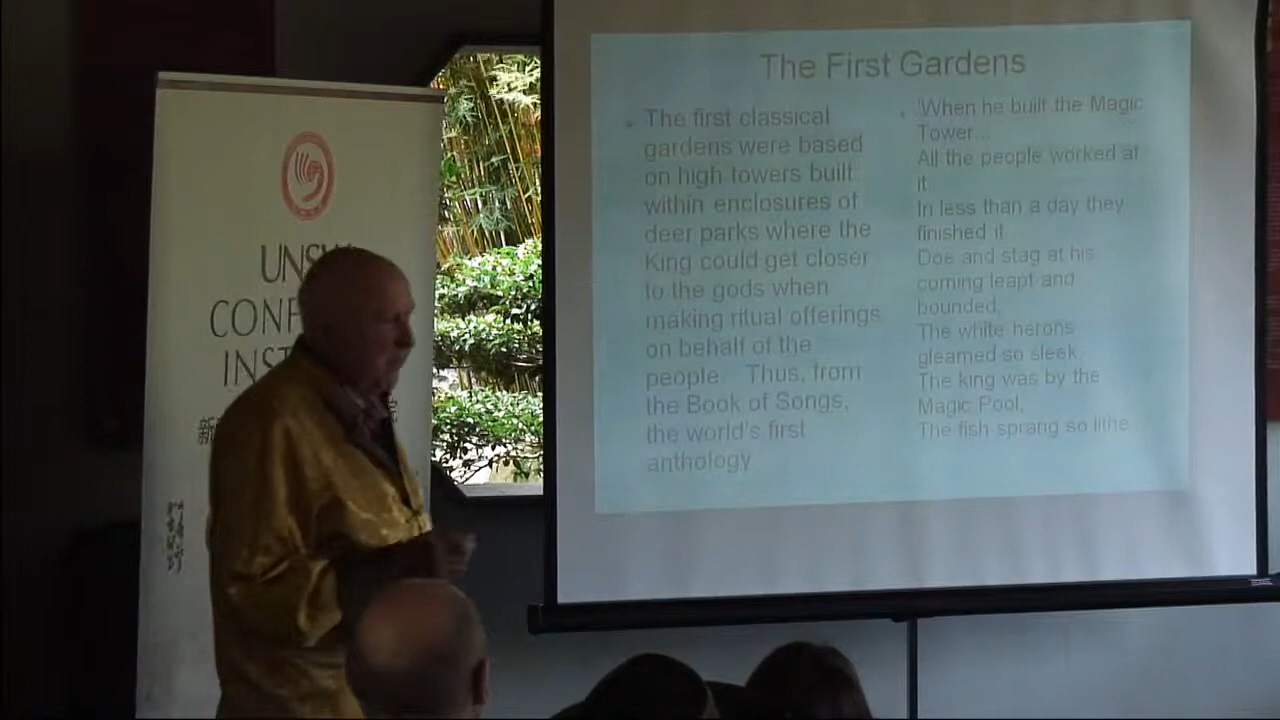 The First Gardens
The first classical
gardens were based
on high towers built
within enclosures of
deer parks where the
King could get closer
to the gods when
making ritual offerings
on behalf of the
people. Thus, from
the Book of Songs,
the world's first
anthology
'When he built the Magic
Tower...
All the people worked at
it
In less than a day they
finished it
Doe and stag at his
coming leapt and
bounded,
The white herons
gleamed so sleek
The king was by the
Magic Pool,
The fish sprang so lithe
UNSW
CONF
INST
新
院